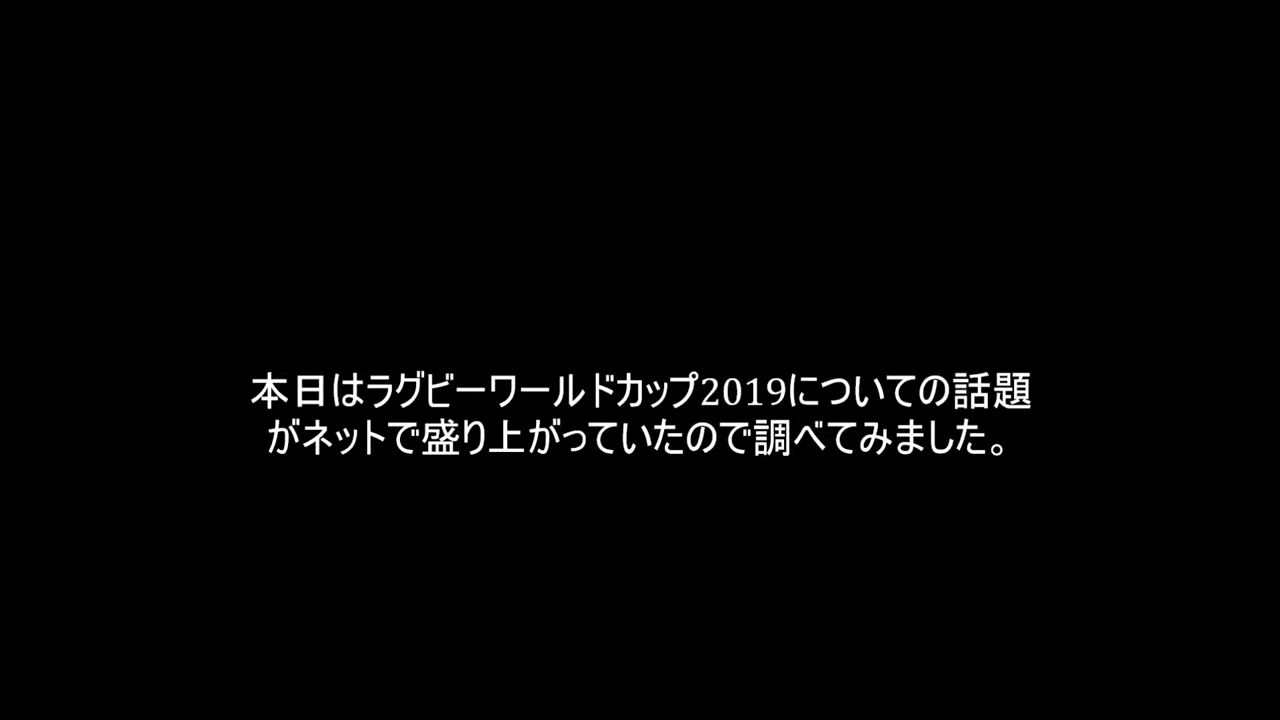 本日はラグビーワールドカップ2019についての話題
がネットで盛り上がっていたので調べてみました。